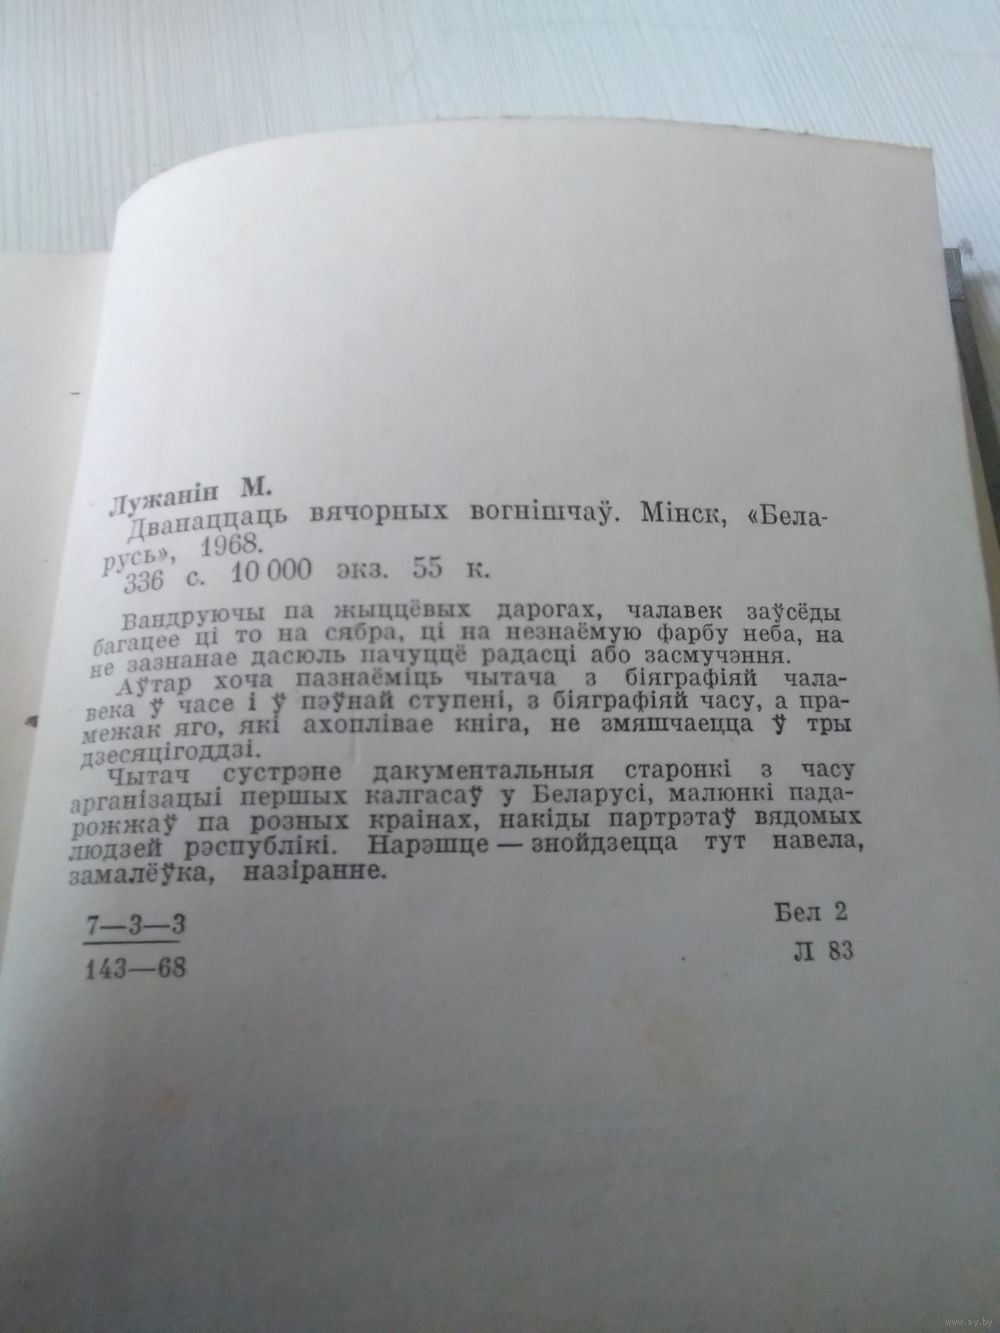 Лужанін М.
Дванаццаць вячорных вогнішчаў. Мінск, «Бела-
русь», 1968.
336 с. 10 000 экз. 55 к.
Вандруючы па жыццёвых дарогах, чалавек заўсёды
багацее ці то на сябра, ці на незнаёмую фарбу неба, на
не зазнанае дасюль пачуццё радасці або засмучэння.
Аўтар хоча пазнаёміць чытача з біяграфіяй чала-
века ў часе і ў пэўнай ступені, з біяграфіяй часу, а пра-
межак яго, які ахоплівае кніга, не змяшчаецца ў тры
дзесяцігоддзі.
Чытач сустрэне дакументальныя старонкі з часу
арганізацыі першых калгасаў у Беларусі, малюнкі пада-
рожжаў па розных краінах, накіды партрэтаў вядомых
людзей рэспублікі. Нарэшце — знойдзецца тут навела,
замалёўка, назіранне.
7—3—3
143—68
Бел 2
Л 83
www.ay.by